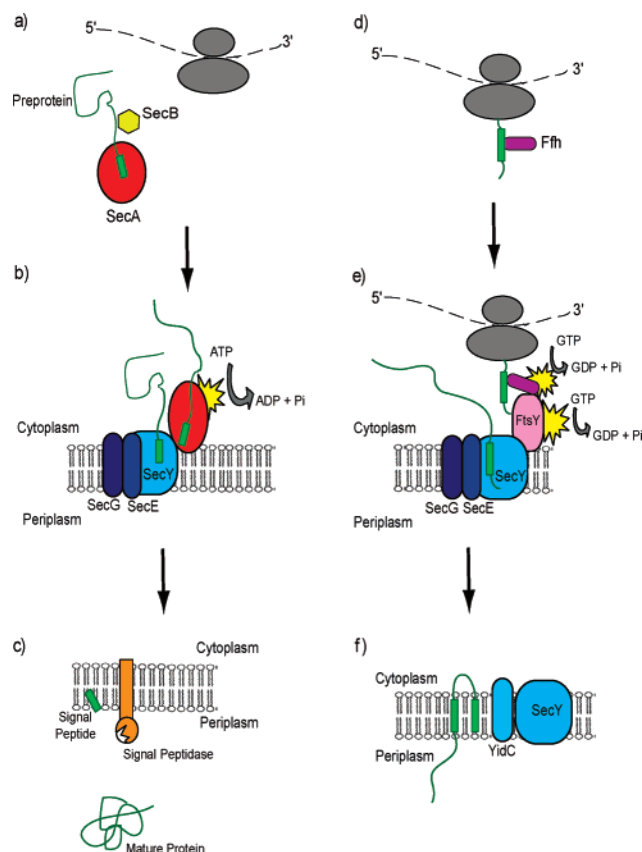 a)
5'
3'
Preprotein
SecB
SecA
b)
ATP
ADP + Pi
Cytoplasm
SecY
SecG
SecE
Periplasm
c)
Cytoplasm
Periplasm
Signal
Peptide
Signal Peptidase
Mature Protein
d)
5'
3'
Ffh
e)
5'
3'
GTP
GDP + Pi
GTP
FtsY
GDP + Pi
Cytoplasm
SecY
SecG
SecE
Periplasm
f)
Cytoplasm
SecY
YidC
Periplasm